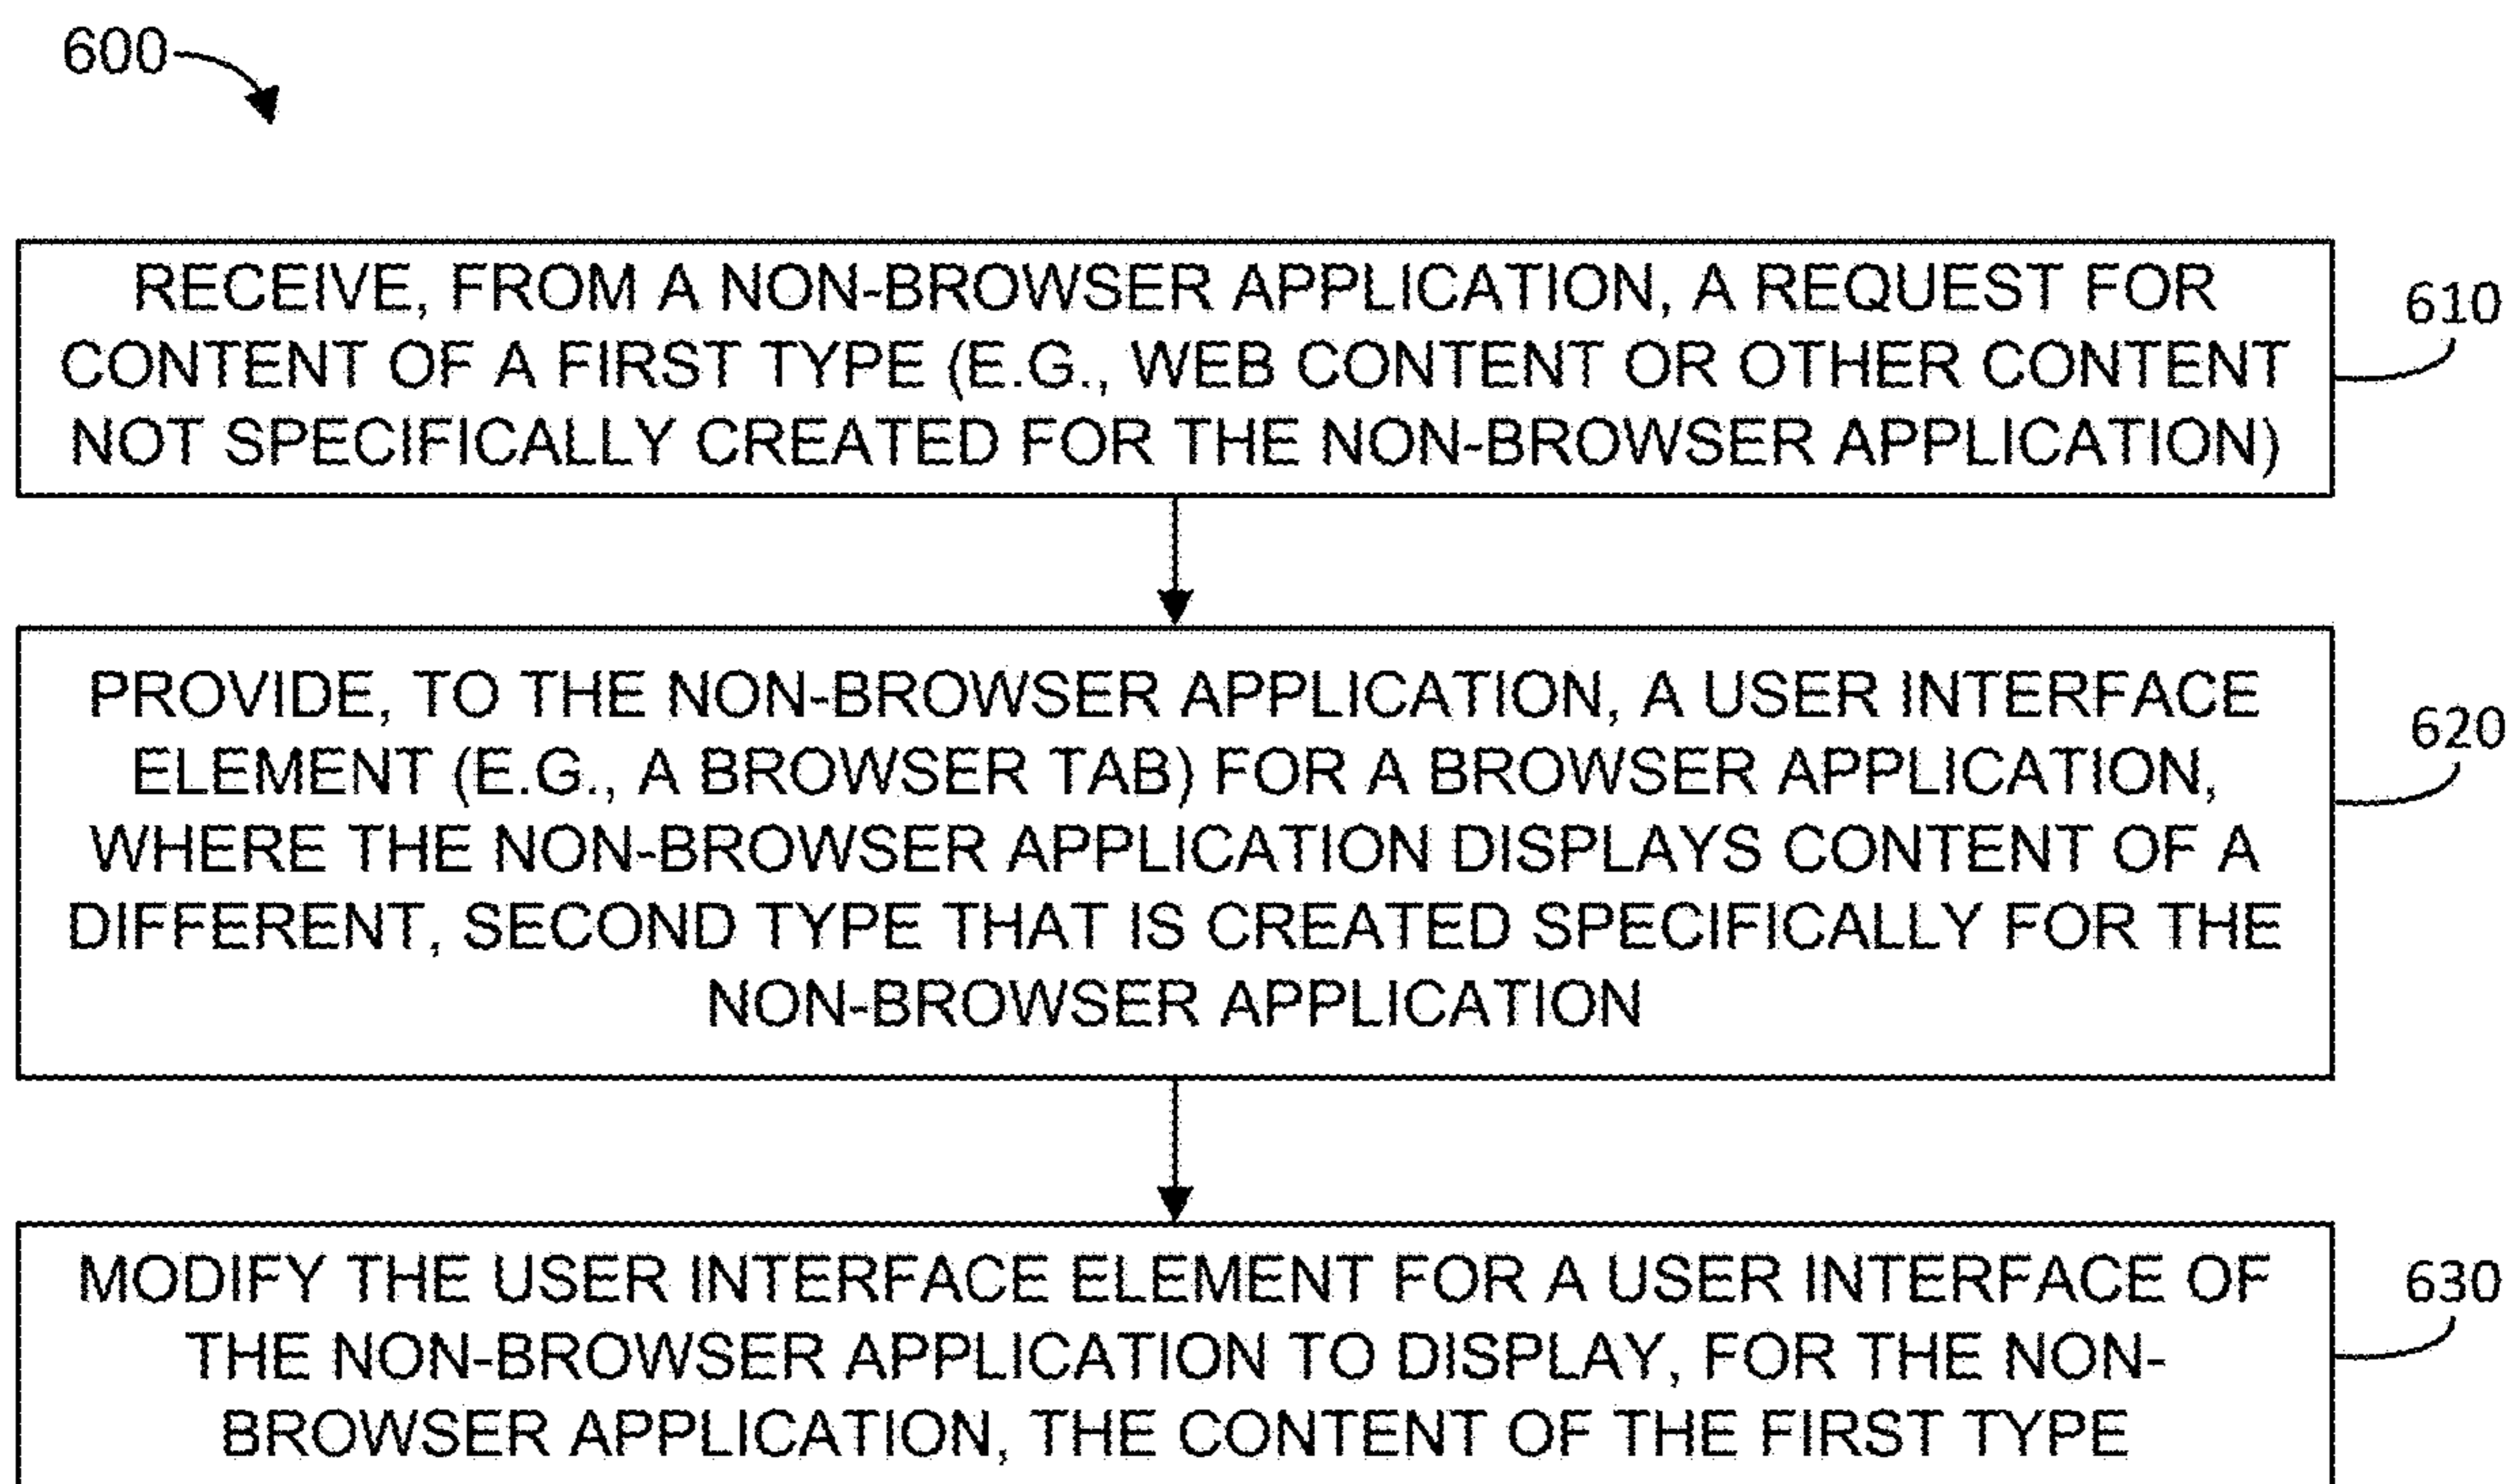 600
RECEIVE, FROM A NON-BROWSER APPLICATION, A REQUEST FOR
CONTENT OF A FIRST TYPE (E.G., WEB CONTENT OR OTHER CONTENT
NOT SPECIFICALLY CREATED FOR THE NON-BROWSER APPLICATION)
610
PROVIDE, TO THE NON-BROWSER APPLICATION, A USER INTERFACE
ELEMENT (E.G., A BROWSER TAB) FOR A BROWSER APPLICATION,
WHERE THE NON-BROWSER APPLICATION DISPLAYS CONTENT OF A
DIFFERENT, SECOND TYPE THAT IS CREATED SPECIFICALLY FOR THE
NON-BROWSER APPLICATION
620
MODIFY THE USER INTERFACE ELEMENT FOR A USER INTERFACE OF
THE NON-BROWSER APPLICATION TO DISPLAY, FOR THE NON-
BROWSER APPLICATION, THE CONTENT OF THE FIRST TYPE
630